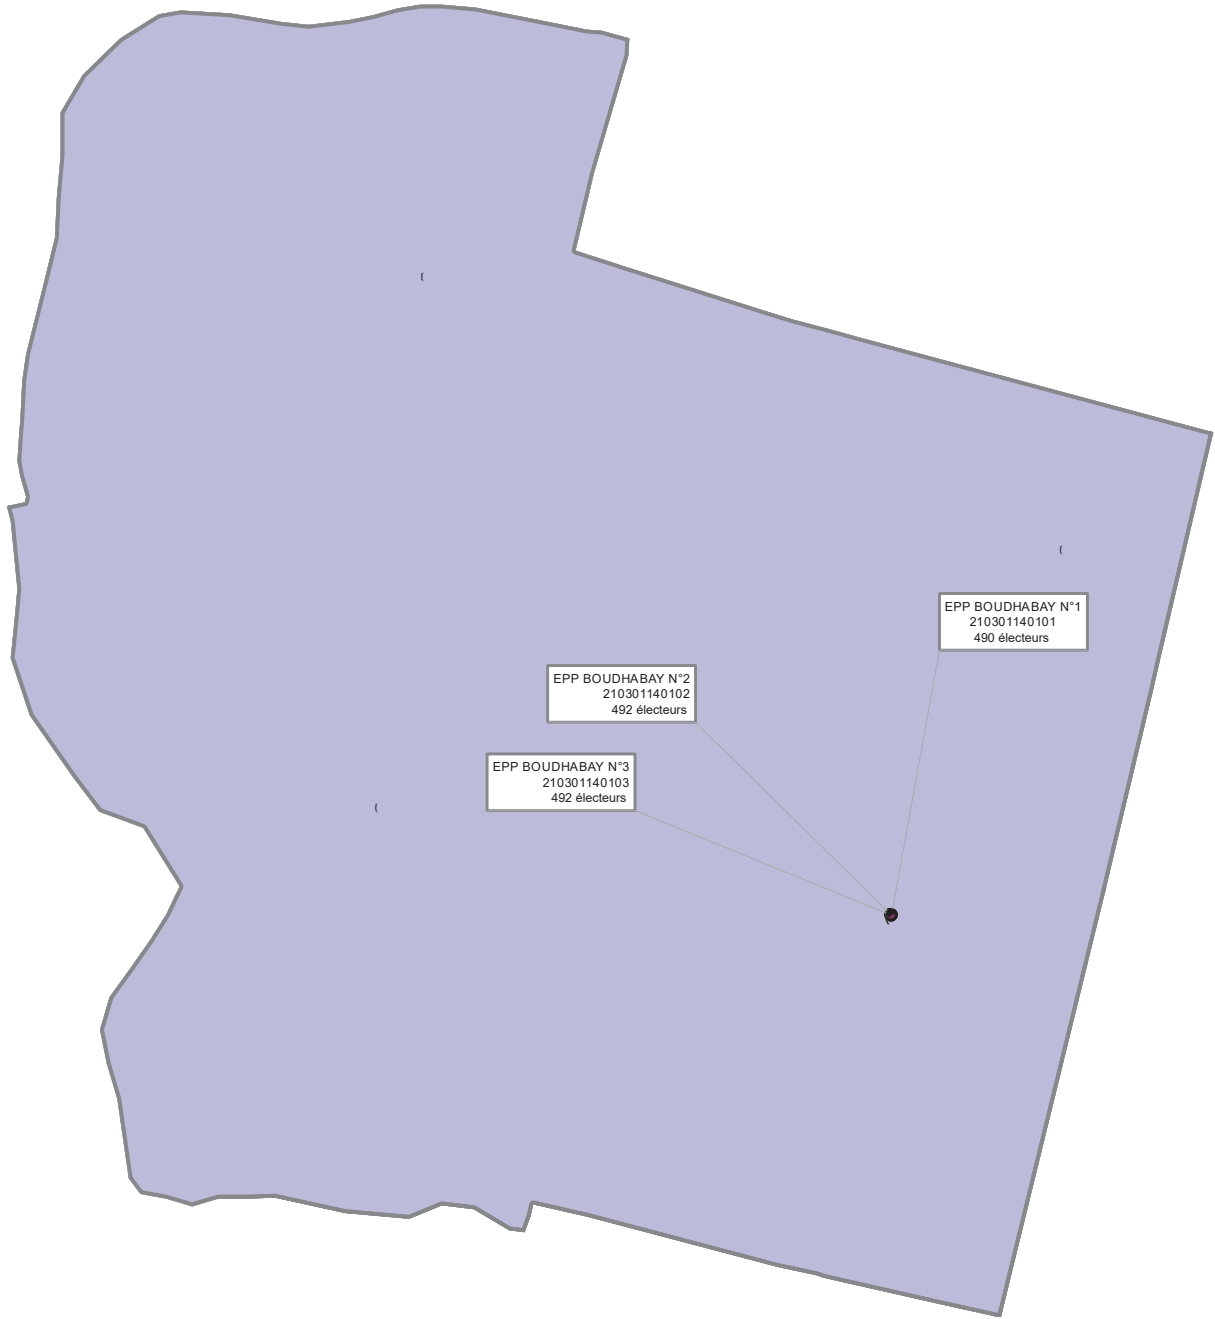 EPP BOUDHABAY N°1
210301140101
490 électeurs
EPP BOUDHABAY N°2
210301140102
492 électeurs
EPP BOUDHABAY N°3
210301140103
492 électeurs